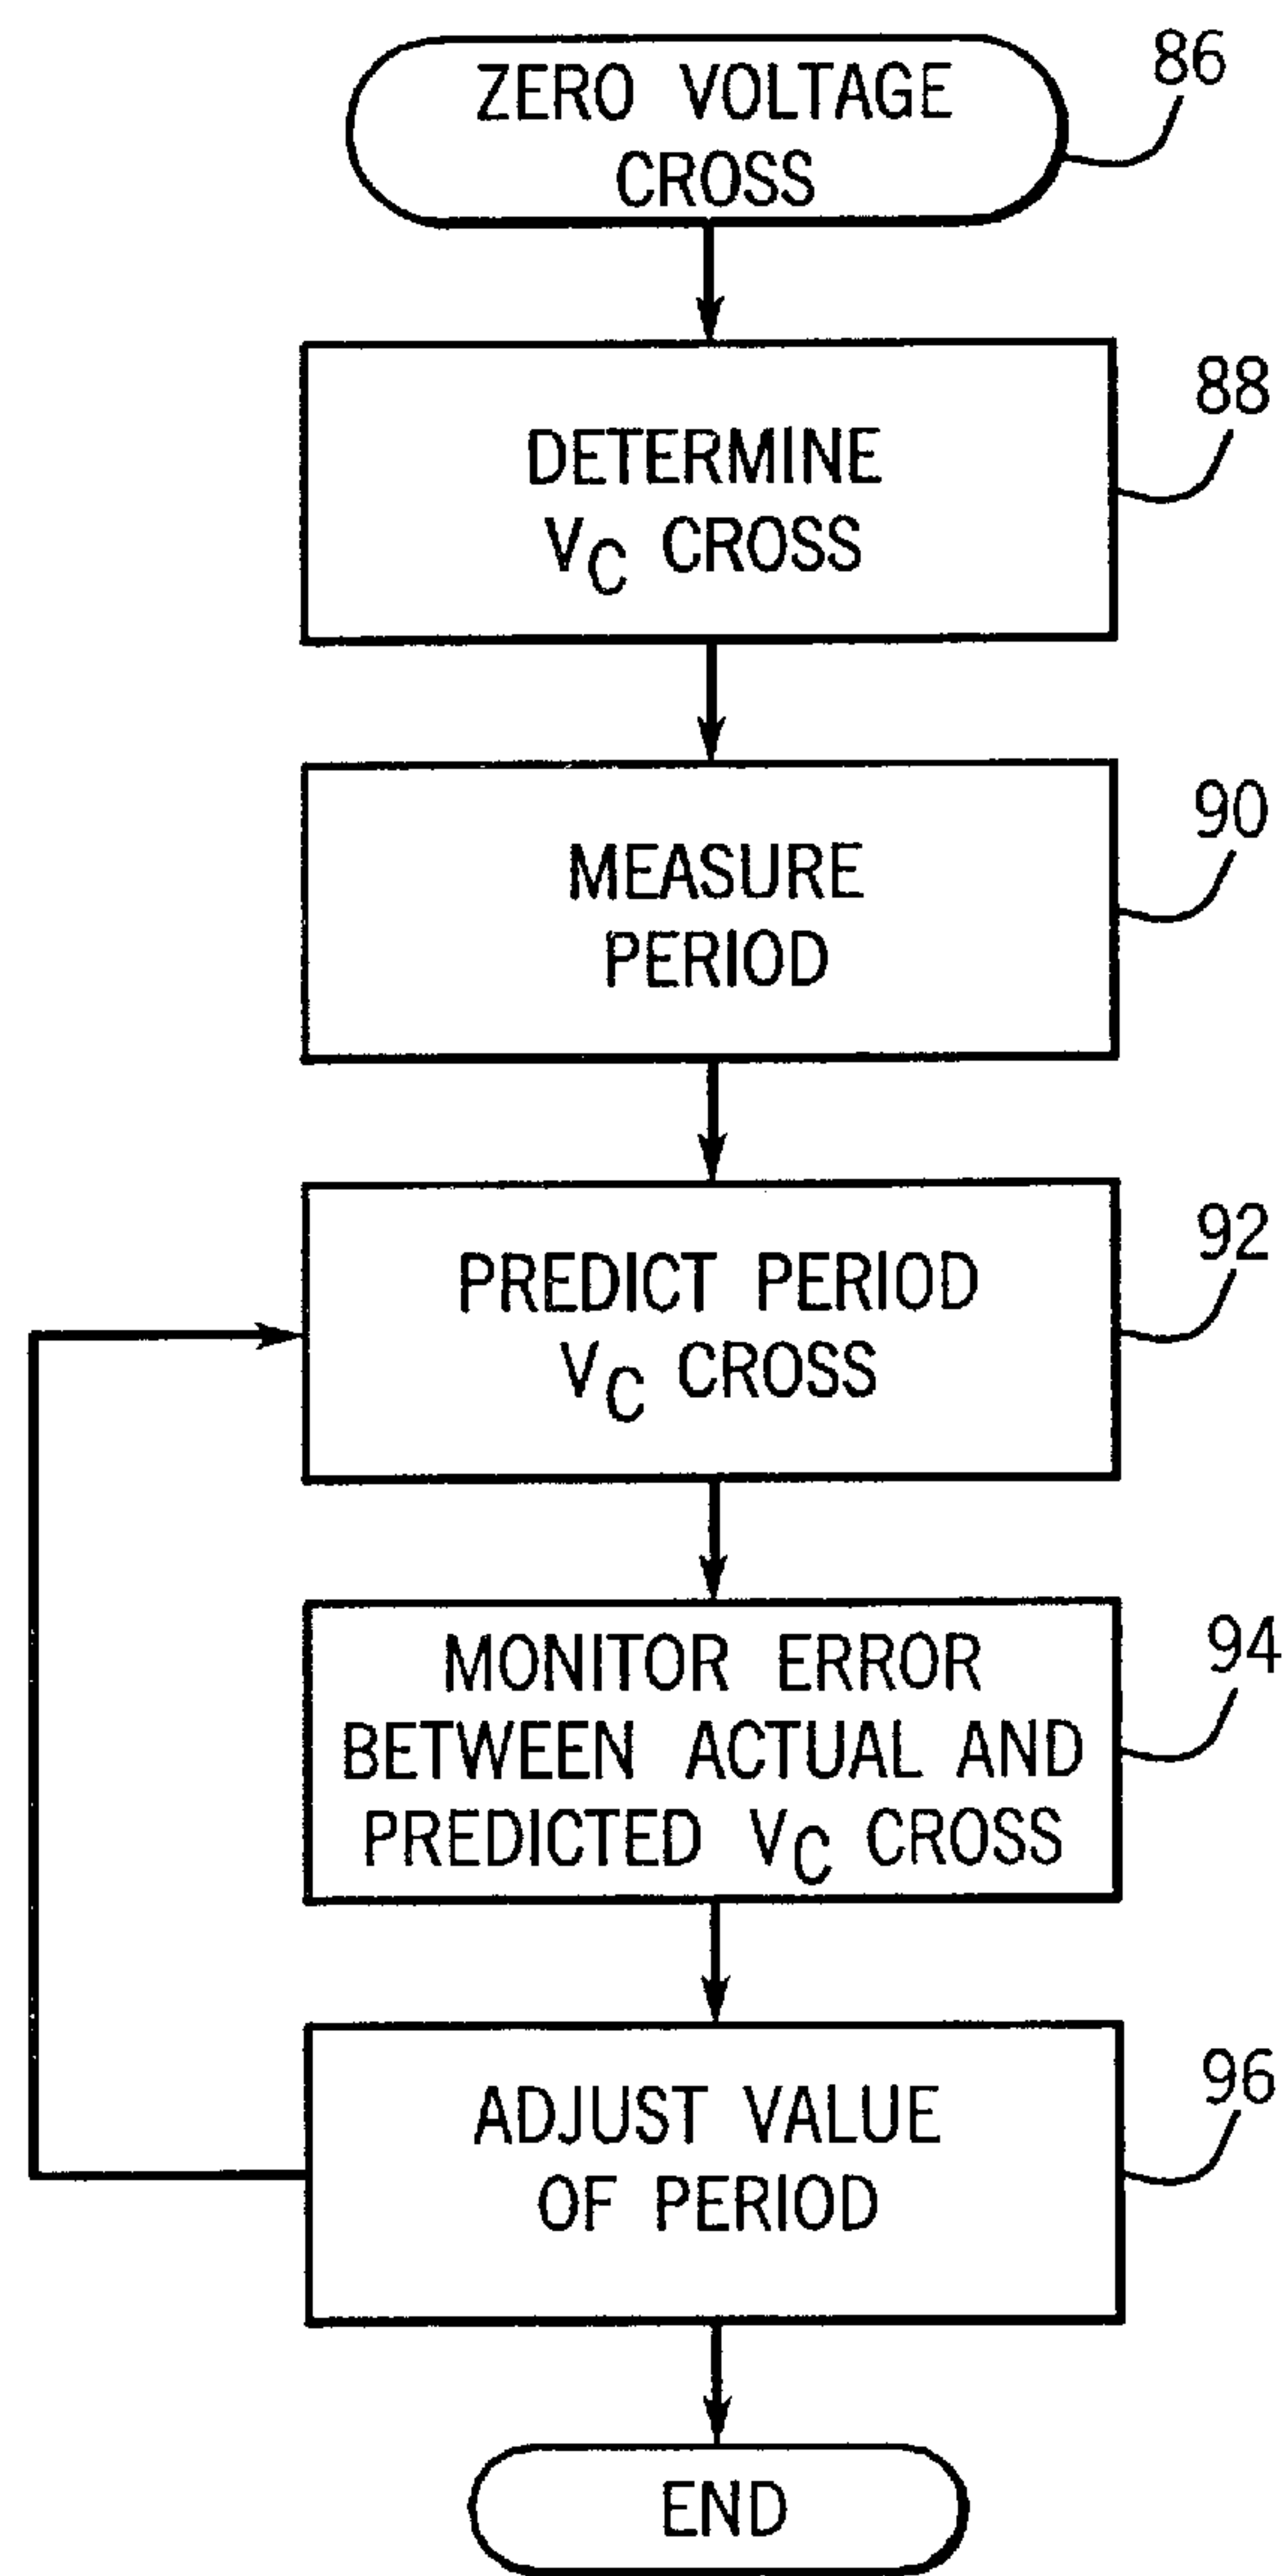 ZERO VOLTAGE
CROSS
86
DETERMINE
VC CROSS
88
MEASURE
PERIOD
90
PREDICT PERIOD
VC CROSS
92
MONITOR ERROR
BETWEEN ACTUAL AND
PREDICTED VC CROSS
94
ADJUST VALUE
OF PERIOD
96
END